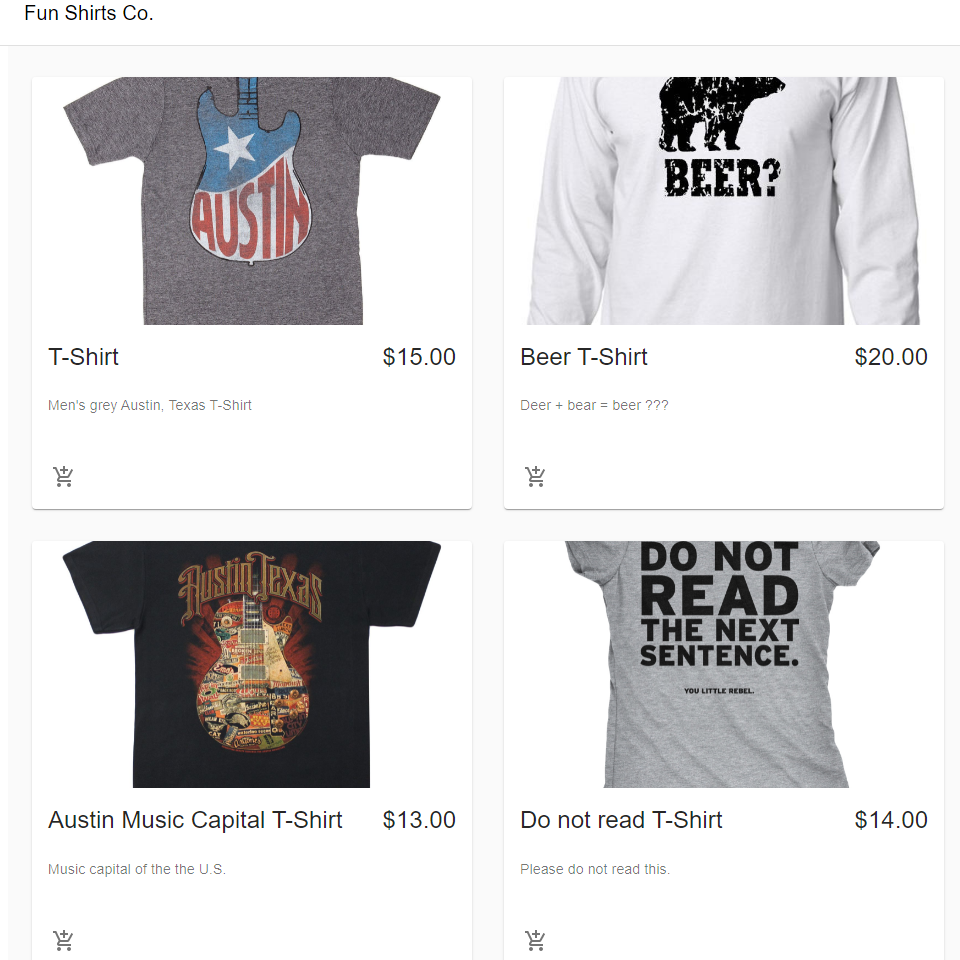 Fun Shirts Co.
AUSTIN
BEER?
T-Shirt $15.00
Beer T-Shirt $20.00
Men's grey Austin, Texas T-Shirt
Deer + bear = beer ???
Austin Texas
DO NOT
READ
THE NEXT
SENTENCE.
YOU LITTLE REBEL.
Austin Music Capital T-Shirt $13.00
Do not read T-Shirt $14.00
Music capital of the the U.S.
Please do not read this.